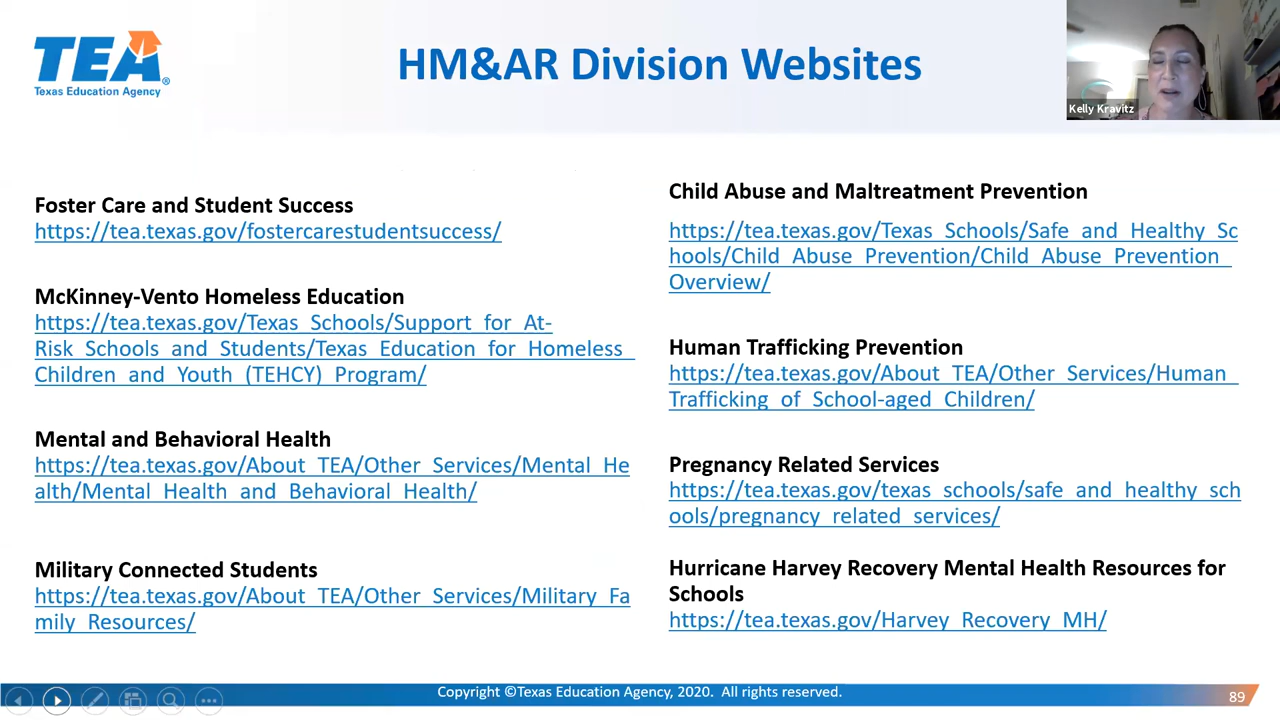 TEA
Texas Education Agency
HM&AR Division Websites
Kelly Kravitz
Foster Care and Student Success
https://tea.texas.gov/fostercarestudentsuccess/
McKinney-Vento Homeless Education
https://tea.texas.gov/Texas_Schools/Support_for_At-
Risk_Schools_and_Students/Texas_Education_for_Homeless_
Children_and_Youth_(TEHCY)_Program/
Mental and Behavioral Health
https://tea.texas.gov/About_TEA/Other_Services/Mental_He
alth/Mental_Health_and_Behavioral_Health/
Military Connected Students
https://tea.texas.gov/About_TEA/Other_Services/Military_Fa
mily_Resources/
Child Abuse and Maltreatment Prevention
https://tea.texas.gov/Texas_Schools/Safe_and_Healthy_Sc
hools/Child_Abuse_Prevention/Child_Abuse_Prevention_
Overview/
Human Trafficking Prevention
https://tea.texas.gov/About_TEA/Other_Services/Human_
Trafficking_of_School-aged_Children/
Pregnancy Related Services
https://tea.texas.gov/texas_schools/safe_and_healthy_sch
ools/pregnancy_related_services/
Hurricane Harvey Recovery Mental Health Resources for
Schools
https://tea.texas.gov/Harvey_Recovery_MH/
Copyright ©Texas Education Agency, 2020. All rights reserved.
89